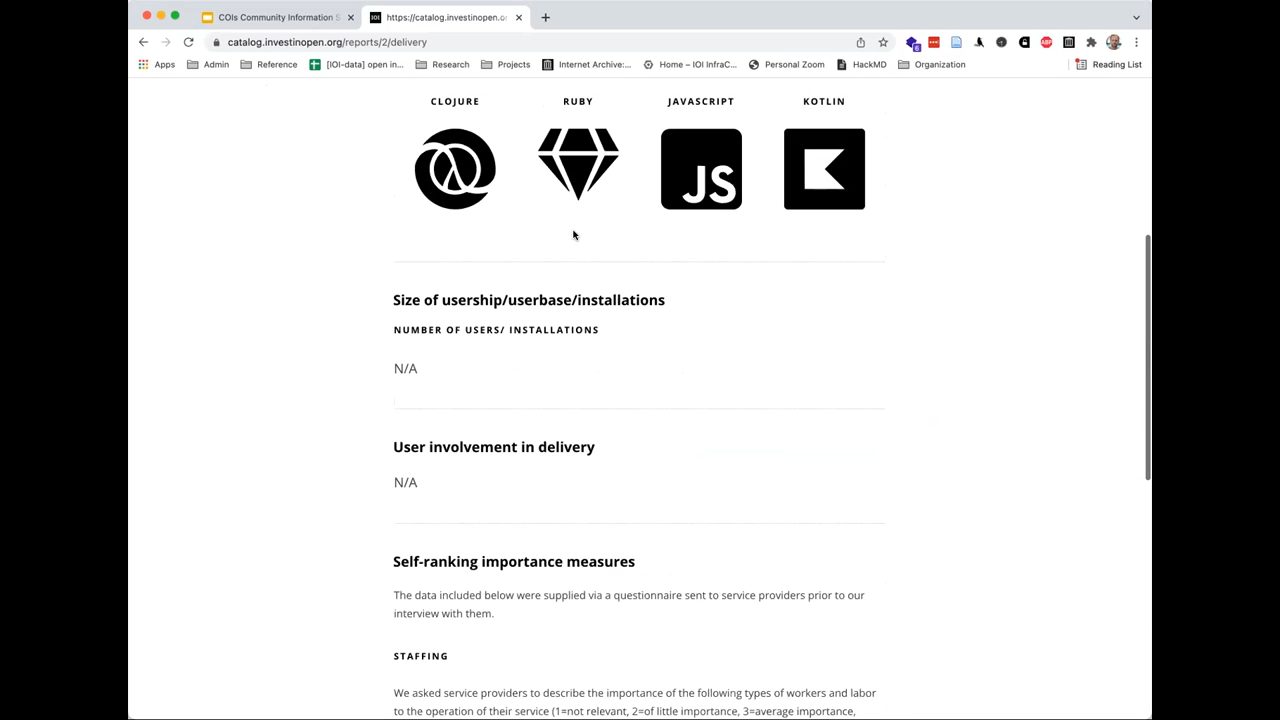 COIs Community Information S
https://catalog.investinopen.or
catalog.investinopen.org/reports/2/delivery
Apps
Admin
Reference
[IOI-data] open in...
Research
Projects
Internet Archive:...
Home – IOI InfraC...
Personal Zoom
HackMD
Organization
Reading List
CLOJURE
RUBY
JAVASCRIPT
KOTLIN
JS
Size of usership/userbase/installations
NUMBER OF USERS/ INSTALLATIONS
N/A
User involvement in delivery
N/A
Self-ranking importance measures
The data included below were supplied via a questionnaire sent to service providers prior to our
interview with them.
STAFFING
We asked service providers to describe the importance of the following types of workers and labor
to the operation of their service (1=not relevant, 2=of little importance, 3=average importance,